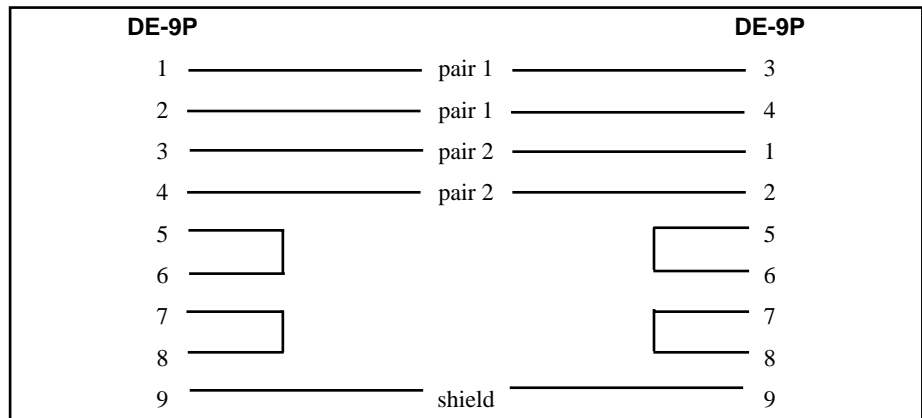 DE-9P DE-9P
1 pair 1 3
2 pair 1 4
3 pair 2 1
4 pair 2 2
5 5
6 6
7 7
8 8
9 shield 9